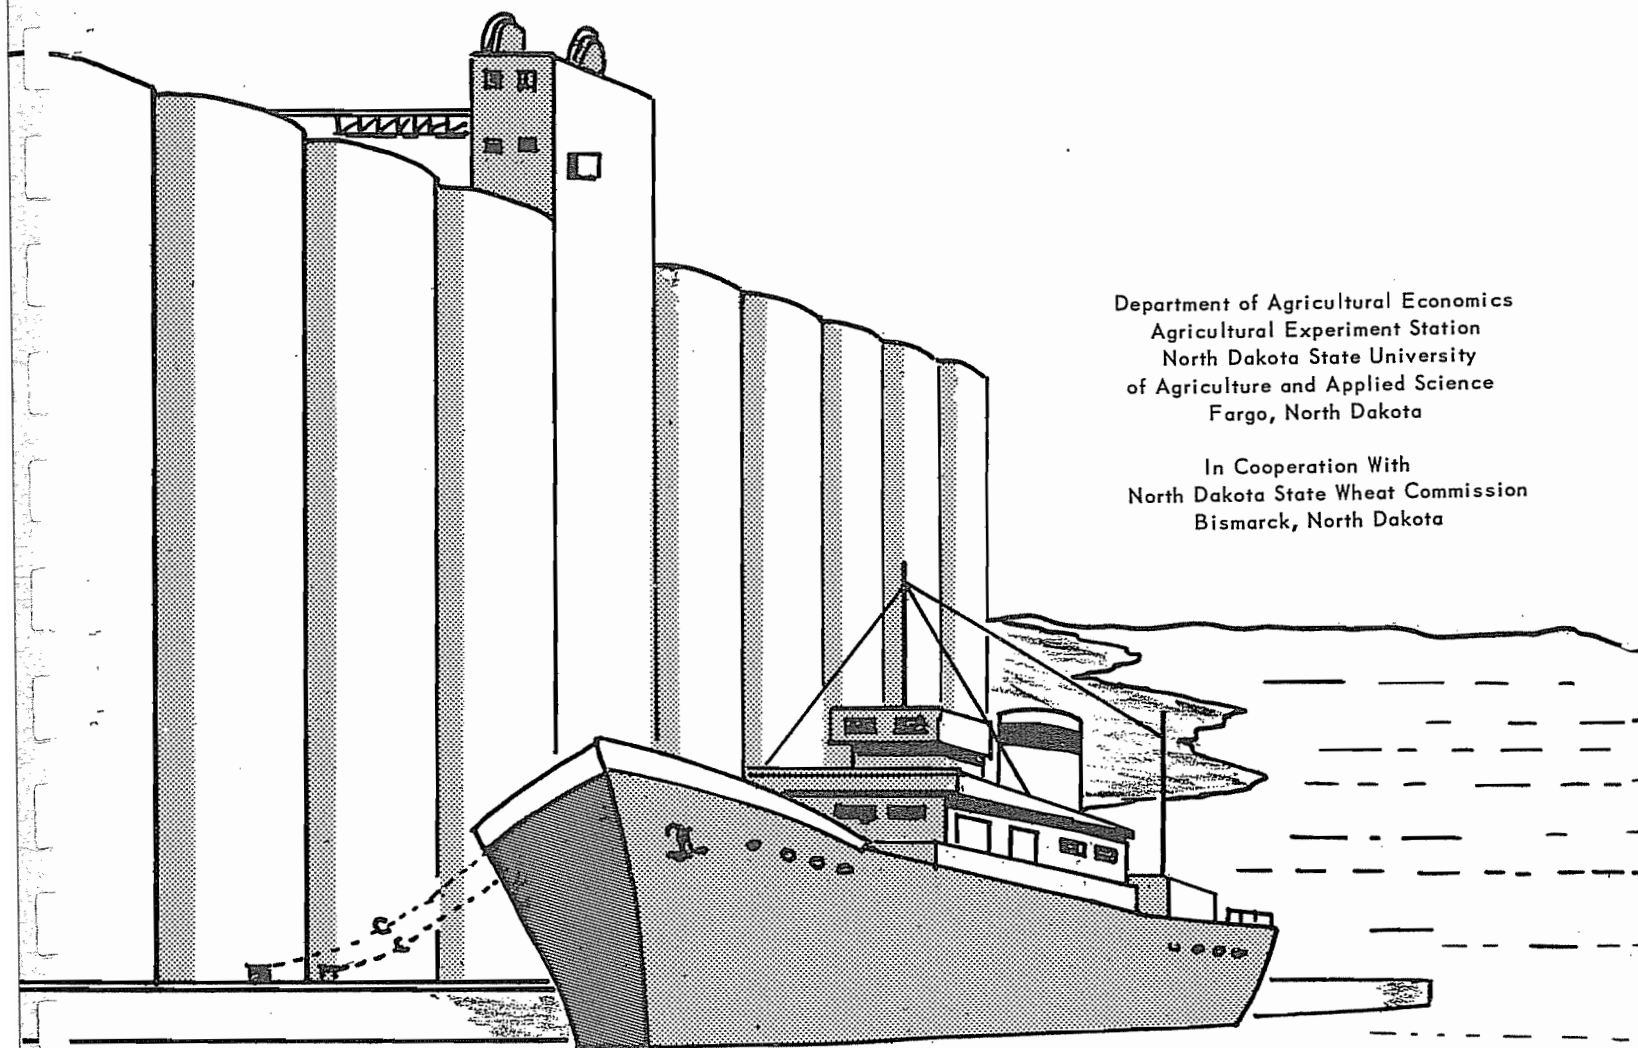 Department of Agricultural Economics
Agricultural Experiment Station
North Dakota State University
of Agriculture and Applied Science
Fargo, North Dakota
In Cooperation With
North Dakota State Wheat Commission
Bismarck, North Dakota